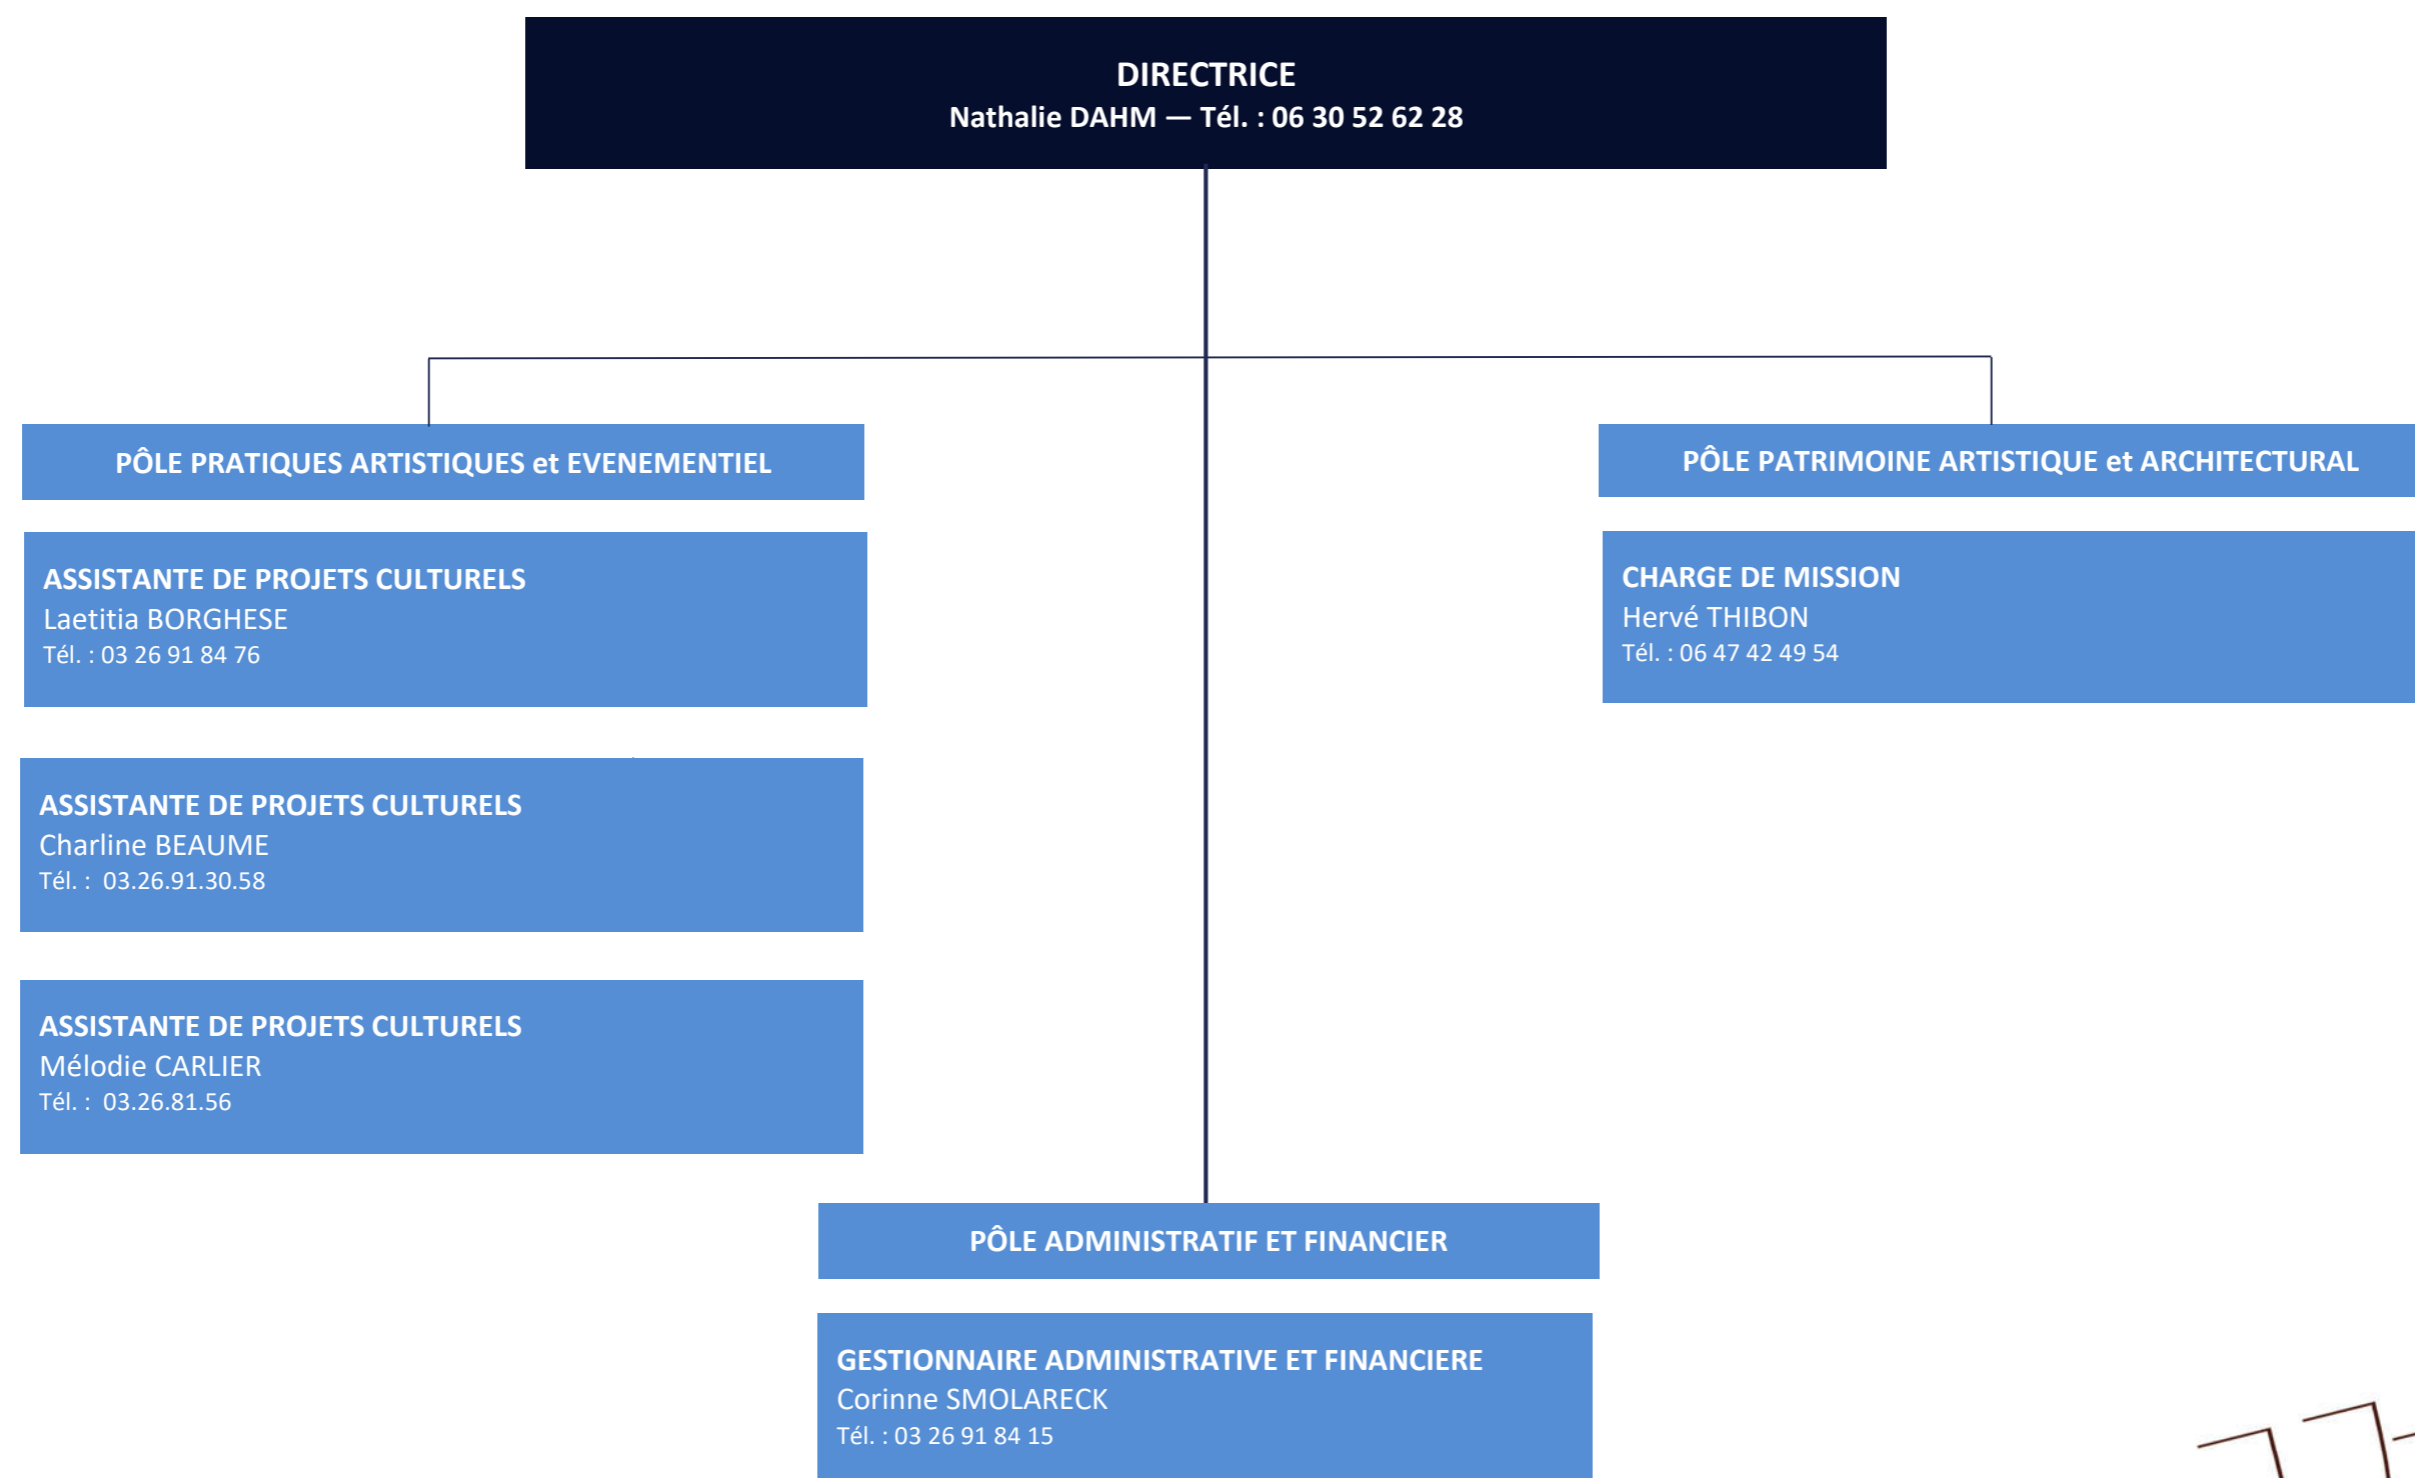 DIRECTRICE
Nathalie DAHM — Tél. : 06 30 52 62 28
PÔLE PRATIQUES ARTISTIQUES et EVENEMENTIEL
ASSISTANTE DE PROJETS CULTURELS
Laetitia BORGHESE
Tél. : 03 26 91 84 76
ASSISTANTE DE PROJETS CULTURELS
Charline BEAUME
Tél. :  03.26.91.30.58
ASSISTANTE DE PROJETS CULTURELS
Mélodie CARLIER
Tél. :  03.26.81.56
PÔLE PATRIMOINE ARTISTIQUE et ARCHITECTURAL
CHARGE DE MISSION
Hervé THIBON
Tél. : 06 47 42 49 54
PÔLE ADMINISTRATIF ET FINANCIER
GESTIONNAIRE ADMINISTRATIVE ET FINANCIERE
Corinne SMOLARECK
Tél. : 03 26 91 84 15